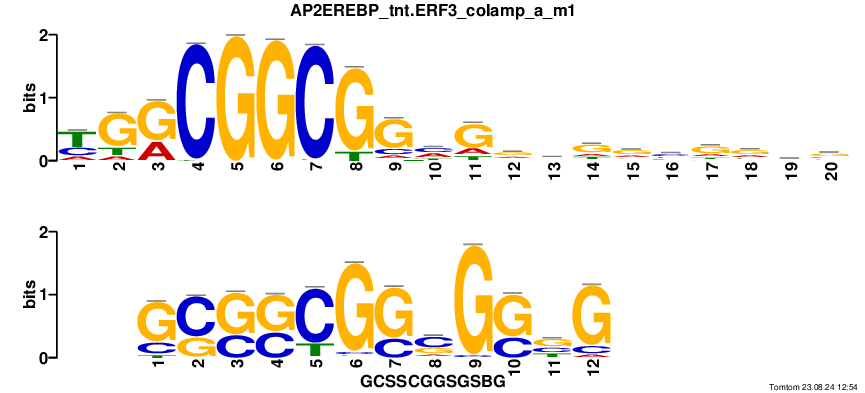 AP2EREBP_tnt.ERF3_colamp_a_m1
2
1
0
bits
TGGCGGCGGCGGGGGG
1 2 3 4 5 6 7 8 9 10 11 12 13 14 15 16 17 18 19 20
2
1
0
bits
GCGGCGGCGGGG
1 2 3 4 5 6 7 8 9 10 11 12
GCSSCGGSGSBG
Tomtom 23.08.24 12:54